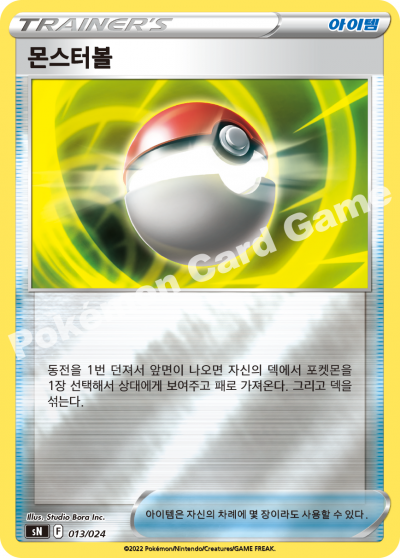 TRAINER'S 아이템
몬스터볼
Pokémon Card Game
동전을 1번 던져서 앞면이 나오면 자신의 덱에서 포켓몬을
1장 선택해서 상대에게 보여주고 패로 가져온다. 그리고 덱을
섞는다.
Illus. Studio Bora Inc.
sN F 013/024
아이템은 자신의 차례에 몇 장이라도 사용할 수 있다.
©2022 Pokémon/Nintendo/Creatures/GAME FREAK.